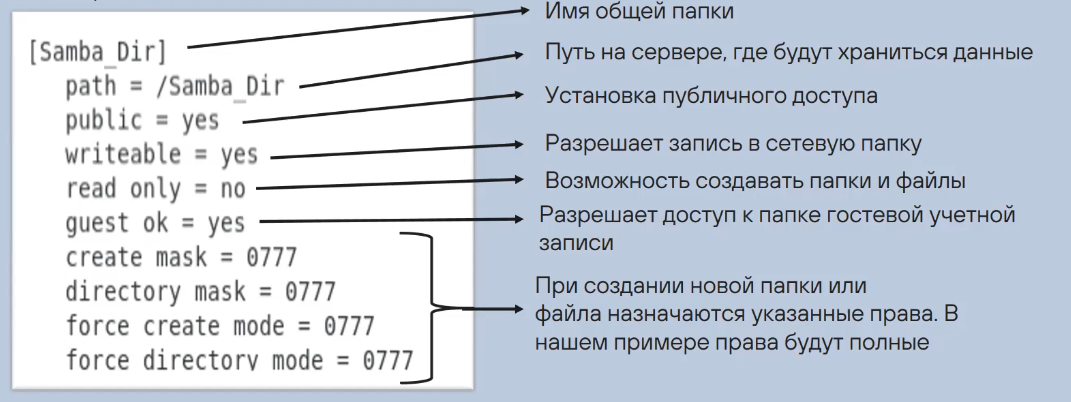 [Samba_Dir]
path = /Samba_Dir
public = yes
writeable = yes
read only = no
guest ok = yes
create mask = 0777
directory mask = 0777
force create mode = 0777
force directory mode = 0777
Имя общей папки
Путь на сервере, где будут храниться данные
Установка публичного доступа
Разрешает запись в сетевую папку
Возможность создавать папки и файлы
Разрешает доступ к папке гостевой учетной
записи
При создании новой папки или
файла назначаются указанные права. В
нашем примере права будут полные